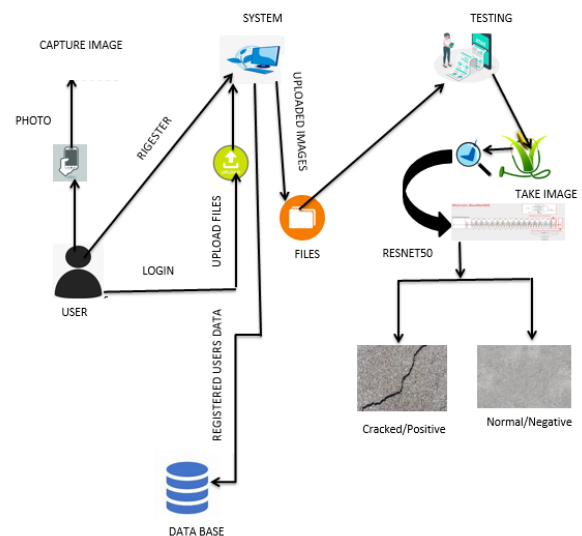 SYSTEM
TESTING
CAPTURE IMAGE
PHOTO
RIGESTER
UPLOADED IMAGES
UPLOAD FILES
TAKE IMAGE
FILES
RESNET50
LOGIN
USER
REGISTERED USERS DATA
Cracked/Positive
Normal/Negative
DATA BASE